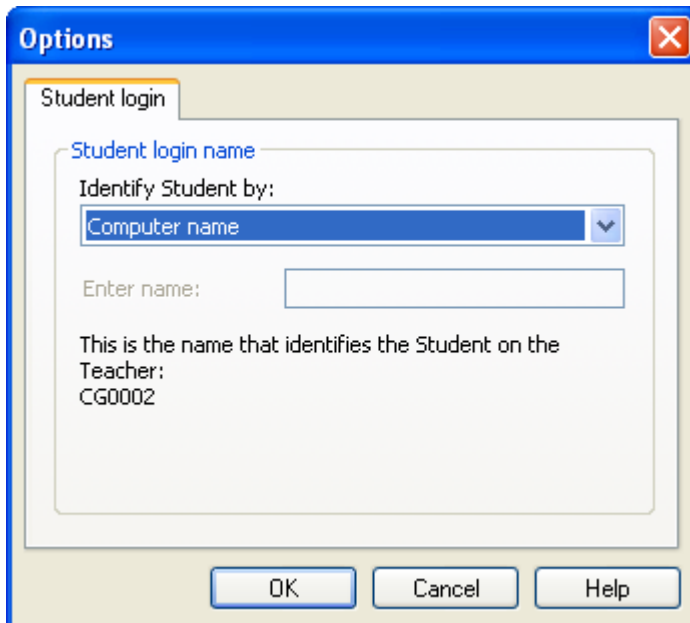 Options
Student login
Student login name
Identify Student by:
Computer name
Enter name:
This is the name that identifies the Student on the
Teacher:
CG0002
OK Cancel Help